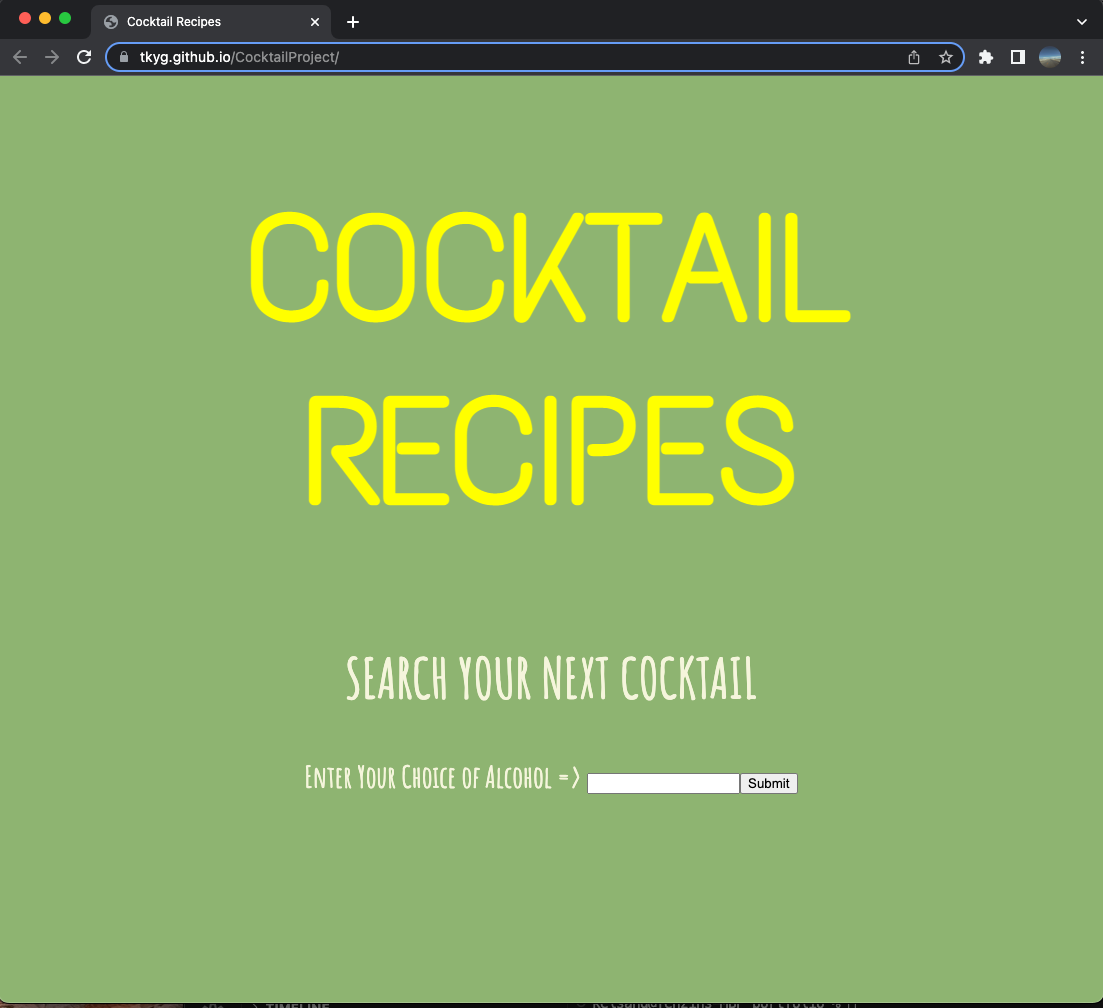 Cocktail Recipes
tkyg.github.io/CocktailProject/
COCKTAIL
RECIPES
SEARCH YOUR NEXT COCKTAIL
Enter Your Choice of Alcohol =>
Submit
TIMELINE